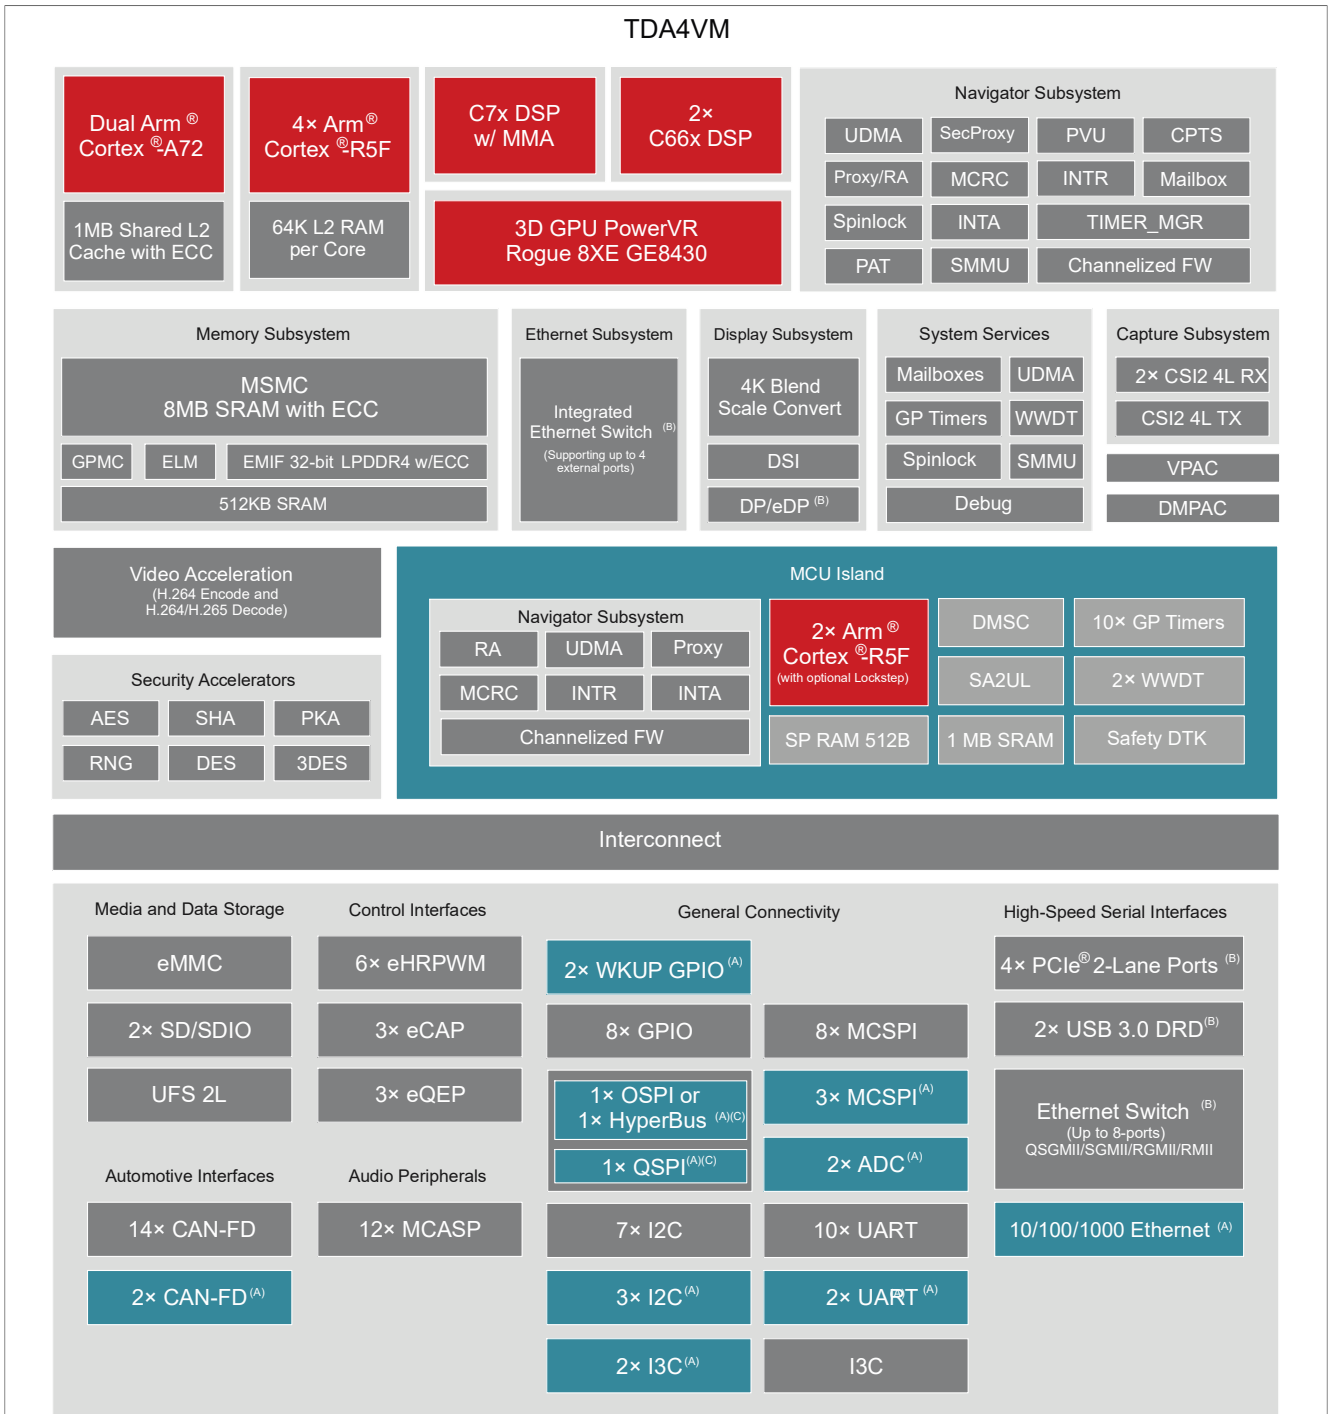 TDA4VM
Dual Arm ®
Cortex ®-A72
1MB Shared L2
Cache with ECC
4× Arm®
Cortex ®-R5F
64K L2 RAM
per Core
C7x DSP
w/ MMA
2×
C66x DSP
3D GPU PowerVR
Rogue 8XE GE8430
Navigator Subsystem
UDMA
SecProxy
PVU
CPTS
Proxy/RA
MCRC
INTR
Mailbox
Spinlock
INTA
TIMER_MGR
PAT
SMMU
Channelized FW
Memory Subsystem
MSMC
8MB SRAM with ECC
GPMC
ELM
EMIF 32-bit LPDDR4 w/ECC
512KB SRAM
Ethernet Subsystem
Integrated
Ethernet Switch (B)
(Supporting up to 4
external ports)
Display Subsystem
4K Blend
Scale Convert
DSI
DP/eDP (B)
System Services
Mailboxes
UDMA
GP Timers
WWDT
Spinlock
SMMU
Debug
Capture Subsystem
2× CSI2 4L RX
CSI2 4L TX
VPAC
DMPAC
Video Acceleration
(H.264 Encode and
H.264/H.265 Decode)
Security Accelerators
AES
SHA
PKA
RNG
DES
3DES
MCU Island
Navigator Subsystem
RA
UDMA
Proxy
MCRC
INTR
INTA
Channelized FW
2× Arm ®
Cortex ®-R5F
(with optional Lockstep)
DMSC
10× GP Timers
SA2UL
2× WWDT
SP RAM 512B
1 MB SRAM
Safety DTK
Interconnect
Media and Data Storage
eMMC
2× SD/SDIO
UFS 2L
Automotive Interfaces
14× CAN-FD
2× CAN-FD (A)
Control Interfaces
6× eHRPWM
3× eCAP
3× eQEP
Audio Peripherals
12× MCASP
General Connectivity
2× WKUP GPIO (A)
8× GPIO
8× MCSPI
1× OSPI or
1× HyperBus (A)(C)
1× QSPI (A)(C)
3× MCSPI (A)
2× ADC (A)
7× I2C
10× UART
3× I2C (A)
2× UART (A)
2× I3C (A)
I3C
High-Speed Serial Interfaces
4× PCIe® 2-Lane Ports (B)
2× USB 3.0 DRD (B)
Ethernet Switch (B)
(Up to 8-ports)
QSGMII/SGMII/RGMII/RMII
10/100/1000 Ethernet (A)